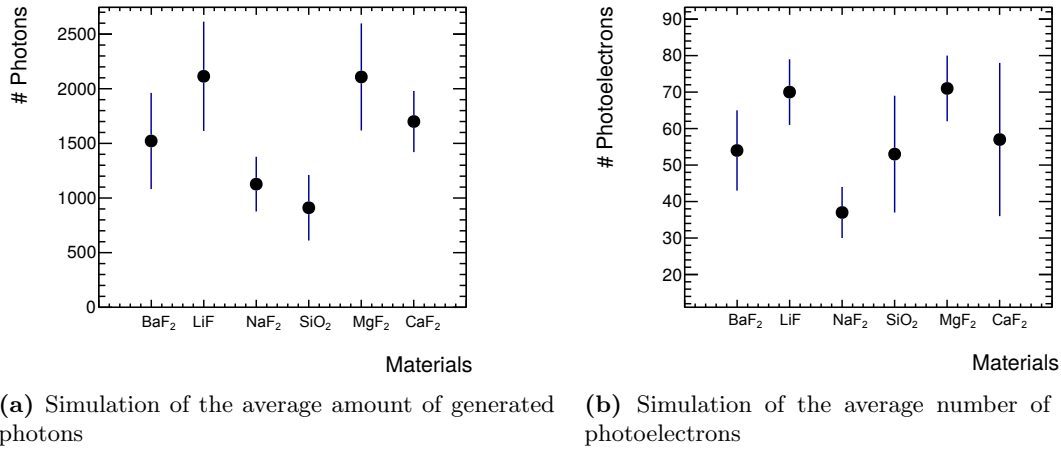 # Photons
2500
2000
1500
1000
500
0
BaF₂ LiF NaF₂ SiO₂ MgF₂ CaF₂
Materials
(a) Simulation of the average amount of generated
photons
# Photoelectrons
90
80
70
60
50
40
30
20
BaF₂ LiF NaF₂ SiO₂ MgF₂ CaF₂
Materials
(b) Simulation of the average number of
photoelectrons